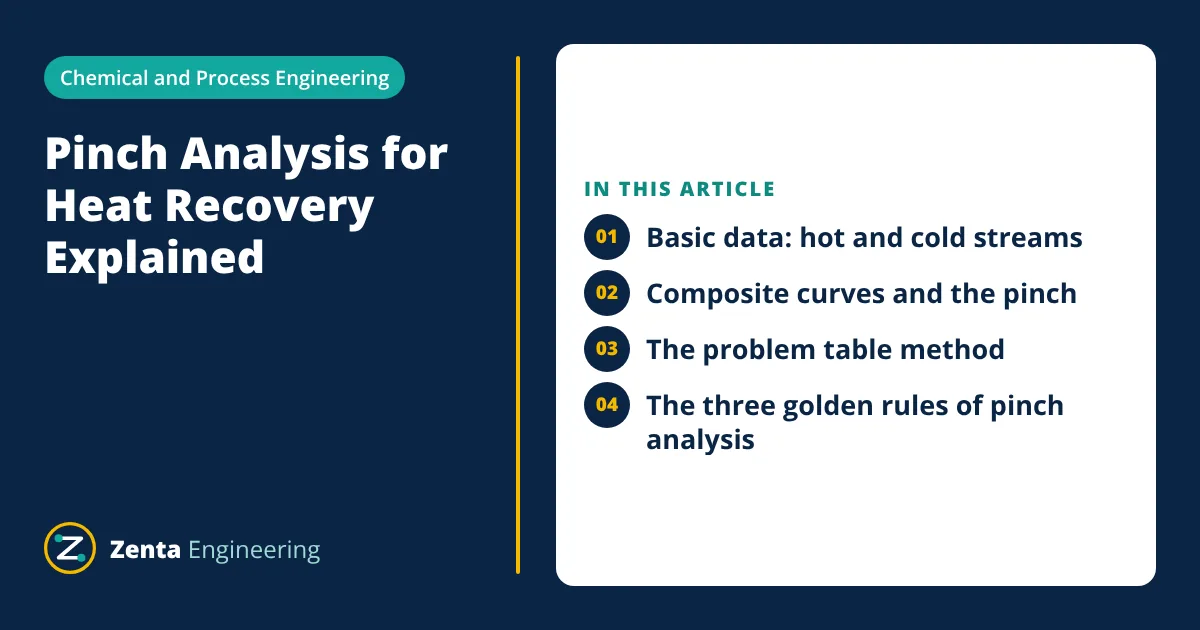 Chemical and Process Engineering
Pinch Analysis for
Heat Recovery
Explained
Zenta Engineering
IN THIS ARTICLE
01 Basic data: hot and cold streams
02 Composite curves and the pinch
03 The problem table method
04 The three golden rules of pinch
analysis